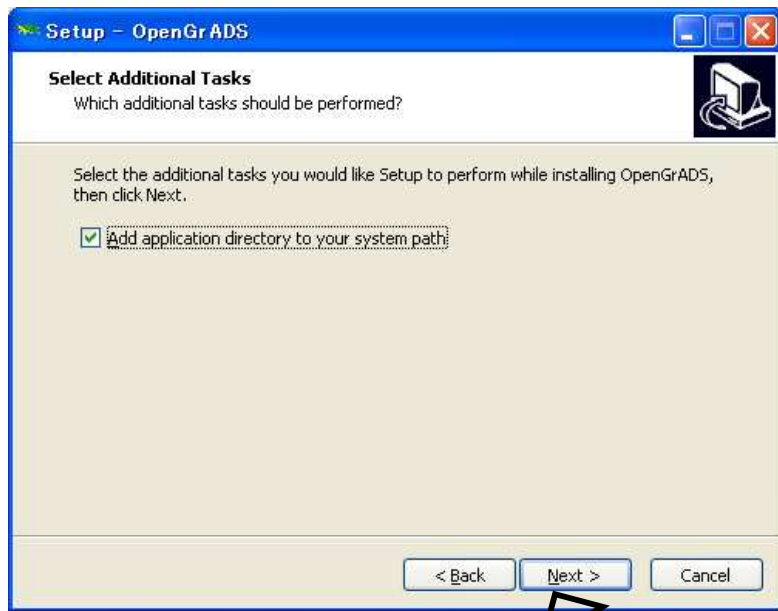 Setup - OpenGrADS
Select Additional Tasks
Which additional tasks should be performed?
Select the additional tasks you would like Setup to perform while installing OpenGrADS,
then click Next.
Add application directory to your system path
< Back Next > Cancel